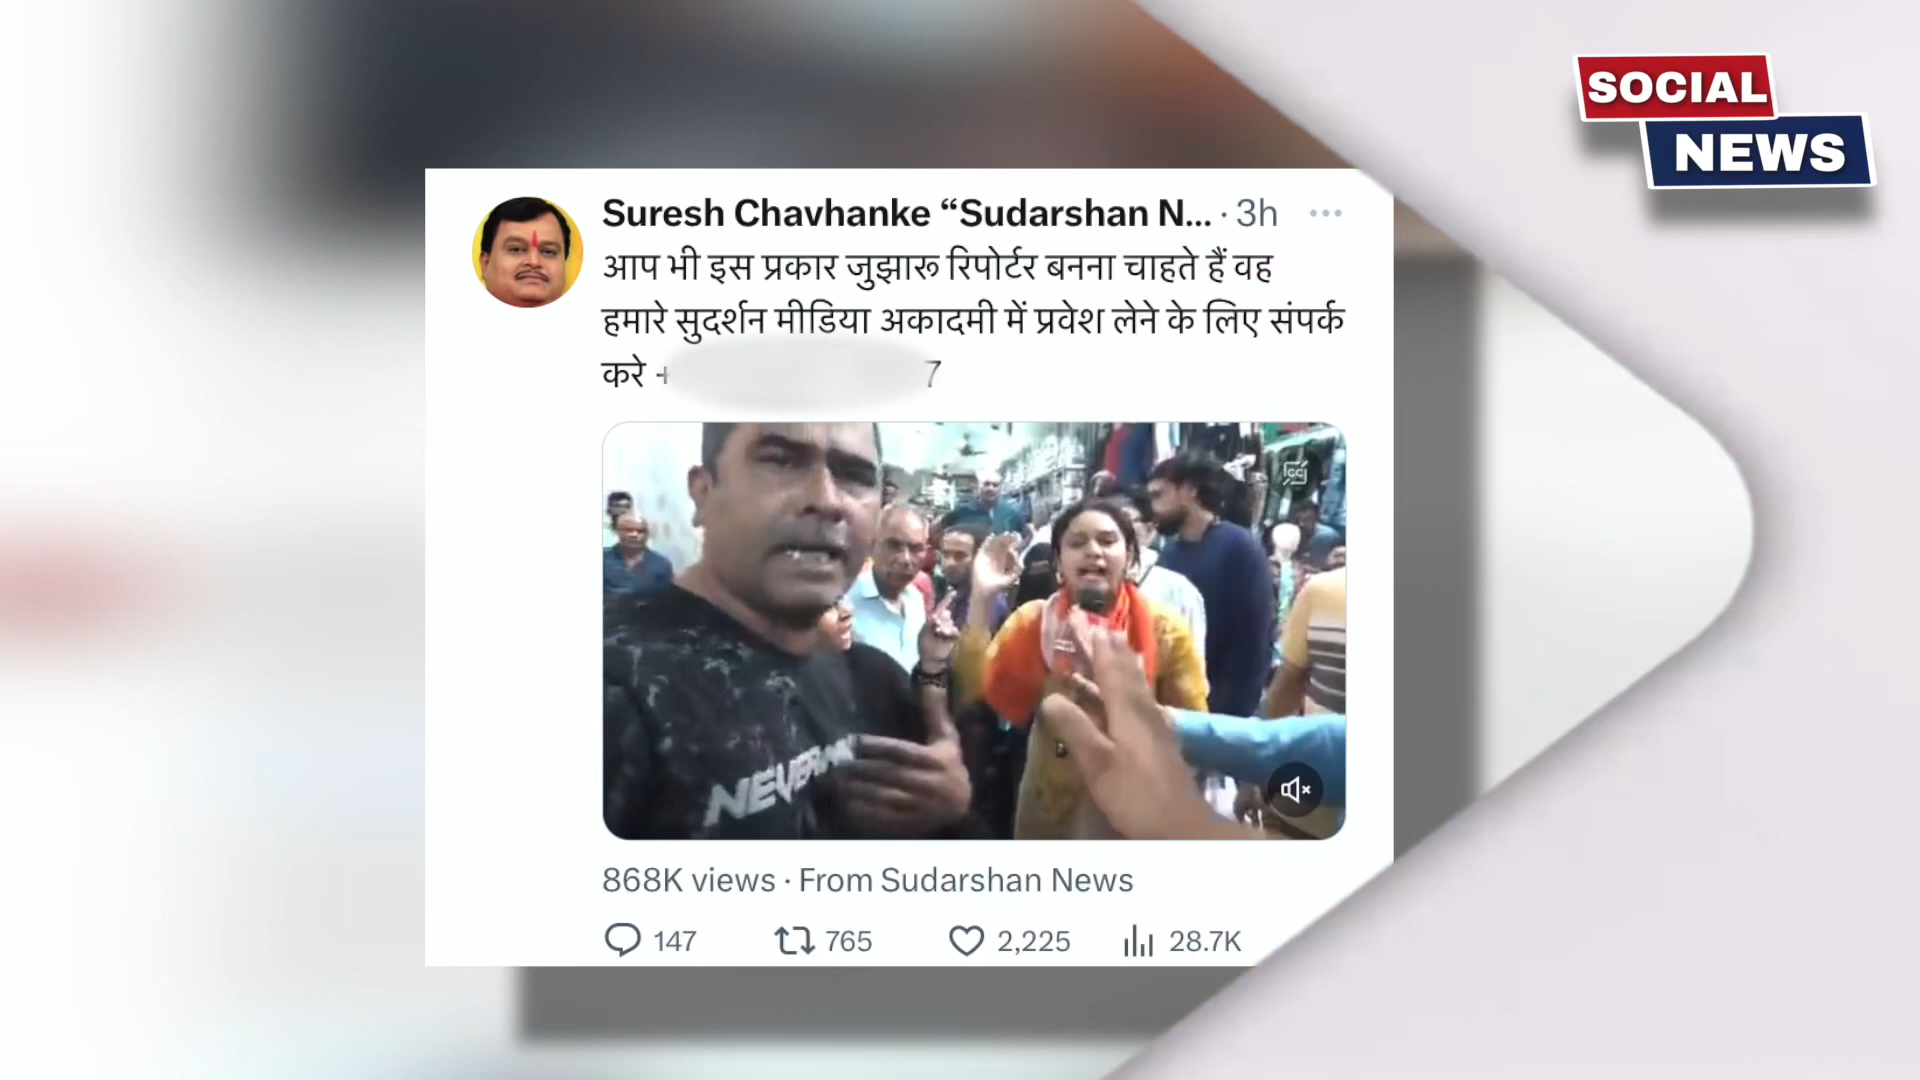 SOCIAL
NEWS
Suresh Chavhanke “Sudarshan N... · 3h
आप भी इस प्रकार जुझारू रिपोर्टर बनना चाहते हैं वह
हमारे सुदर्शन मीडिया अकादमी में प्रवेश लेने के लिए संपर्क
करे + 7
NEVER
868K views · From Sudarshan News
147 765 2,225 28.7K